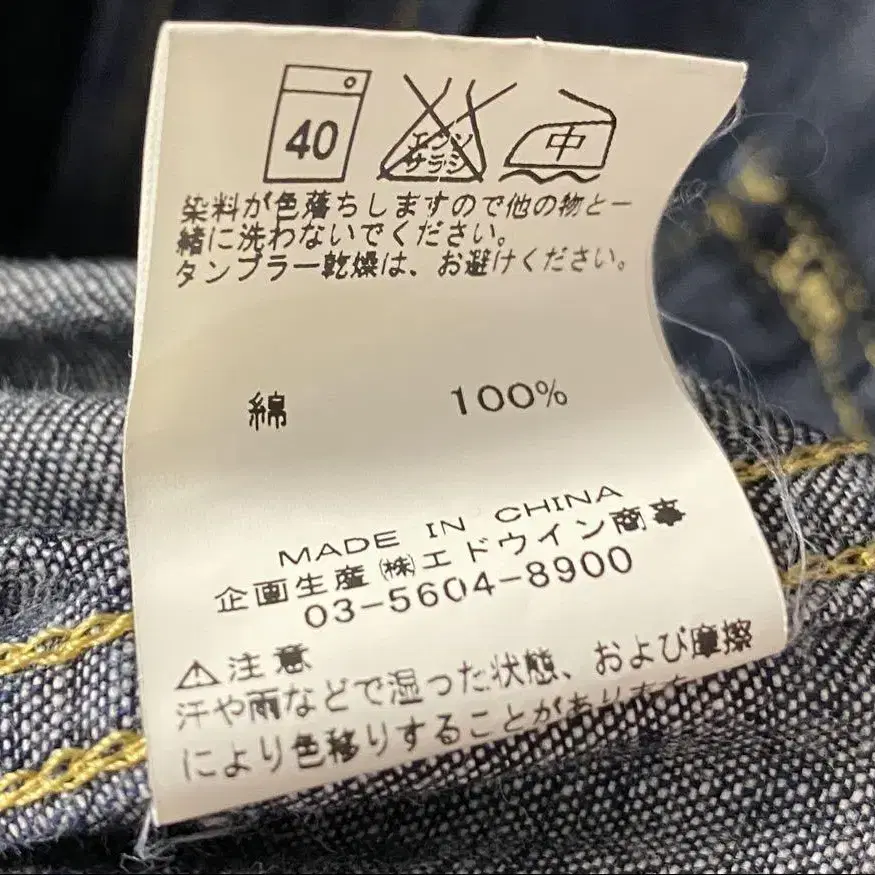 40
エンソ
サラシ
中
染料が色落ちしますので他の物と一
緒に洗わないでください。
タンブラー乾燥は、お避けください。
綿 100%
MADE IN CHINA
企画生産㈱エドウイン商事
03-5604-8900
⚠注意
汗や雨などで湿った状態、および摩擦
により色移りすることがあります